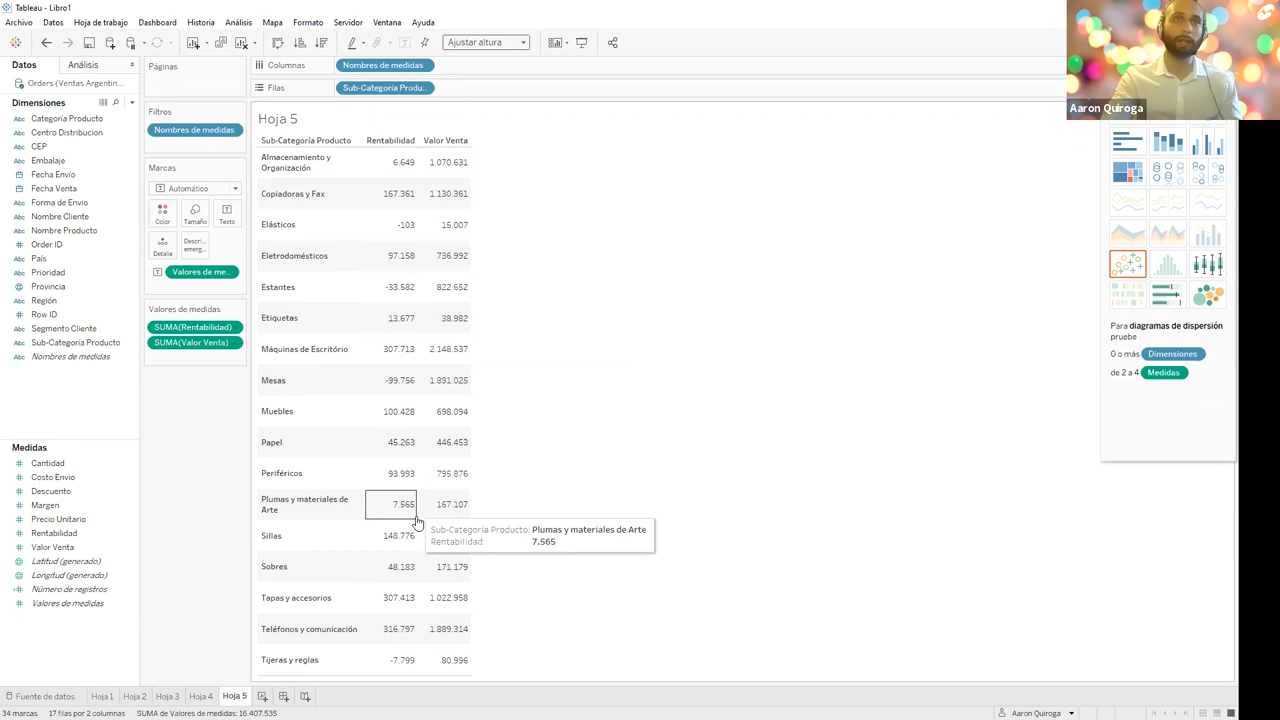 Tableau - Libro1
Archivo Datos Hoja de trabajo Dashboard Historia Análisis Mapa Formato Servidor Ventana Ayuda
Ajustar altura
Datos Análisis
Orders (Ventas Argentin...
Dimensiones
Categoría Producto
Centro Distribucion
CEP
Embalaje
Fecha Envío
Fecha Venta
Forma de Envio
Nombre Cliente
Nombre Producto
Order ID
País
Prioridad
Provincia
Región
Row ID
Segmento Cliente
Sub-Categoría Producto
Nombres de medidas
Medidas
Cantidad
Costo Envio
Descuento
Margen
Precio Unitario
Rentabilidad
Valor Venta
Latitud (generado)
Longitud (generado)
Número de registros
Valores de medidas
Páginas
Filtros
Nombres de medidas
Marcas
Automático
Color Tamaño Texto
Detalle Descri... emerg...
Valores de me..
Valores de medidas
SUMA(Rentabilidad)
SUMA(Valor Venta)
Columnas Nombres de medidas
Filas Sub-Categoría Produ..
Hoja 5
Sub-Categoría Producto Rentabilidad Valor Venta
Almacenamiento y
Organización 6.649 1.070.631
Copiadoras y Fax 167.361 1.130.361
Elásticos -103 15.007
Eletrodomésticos 97.158 736.992
Estantes -33.582 822.652
Etiquetas 13.677 38.982
Máquinas de Escritório 307.713 2.148.537
Mesas -99.756 1.891.025
Muebles 100.428 698.094
Papel 45.263 446.453
Periféricos 93.993 795.876
Plumas y materiales de
Arte 7.565 167.107
Sub-Categoría Producto: Plumas y materiales de Arte
Rentabilidad: 7.565
Sillas 148.776
Sobres 48.183 171.179
Tapas y accesorios 307.413 1.022.958
Teléfonos y comunicación 316.797 1.889.314
Tijeras y reglas -7.799 80.996
Aaron Quiroga
Para diagramas de dispersión
pruebe
0 o más Dimensiones
de 2 a 4 Medidas
Fuente de datos Hoja 1 Hoja 2 Hoja 3 Hoja 4 Hoja 5
34 marcas 17 filas por 2 columnas SUMA de Valores de medidas: 16.407.535 Aaron Quiroga